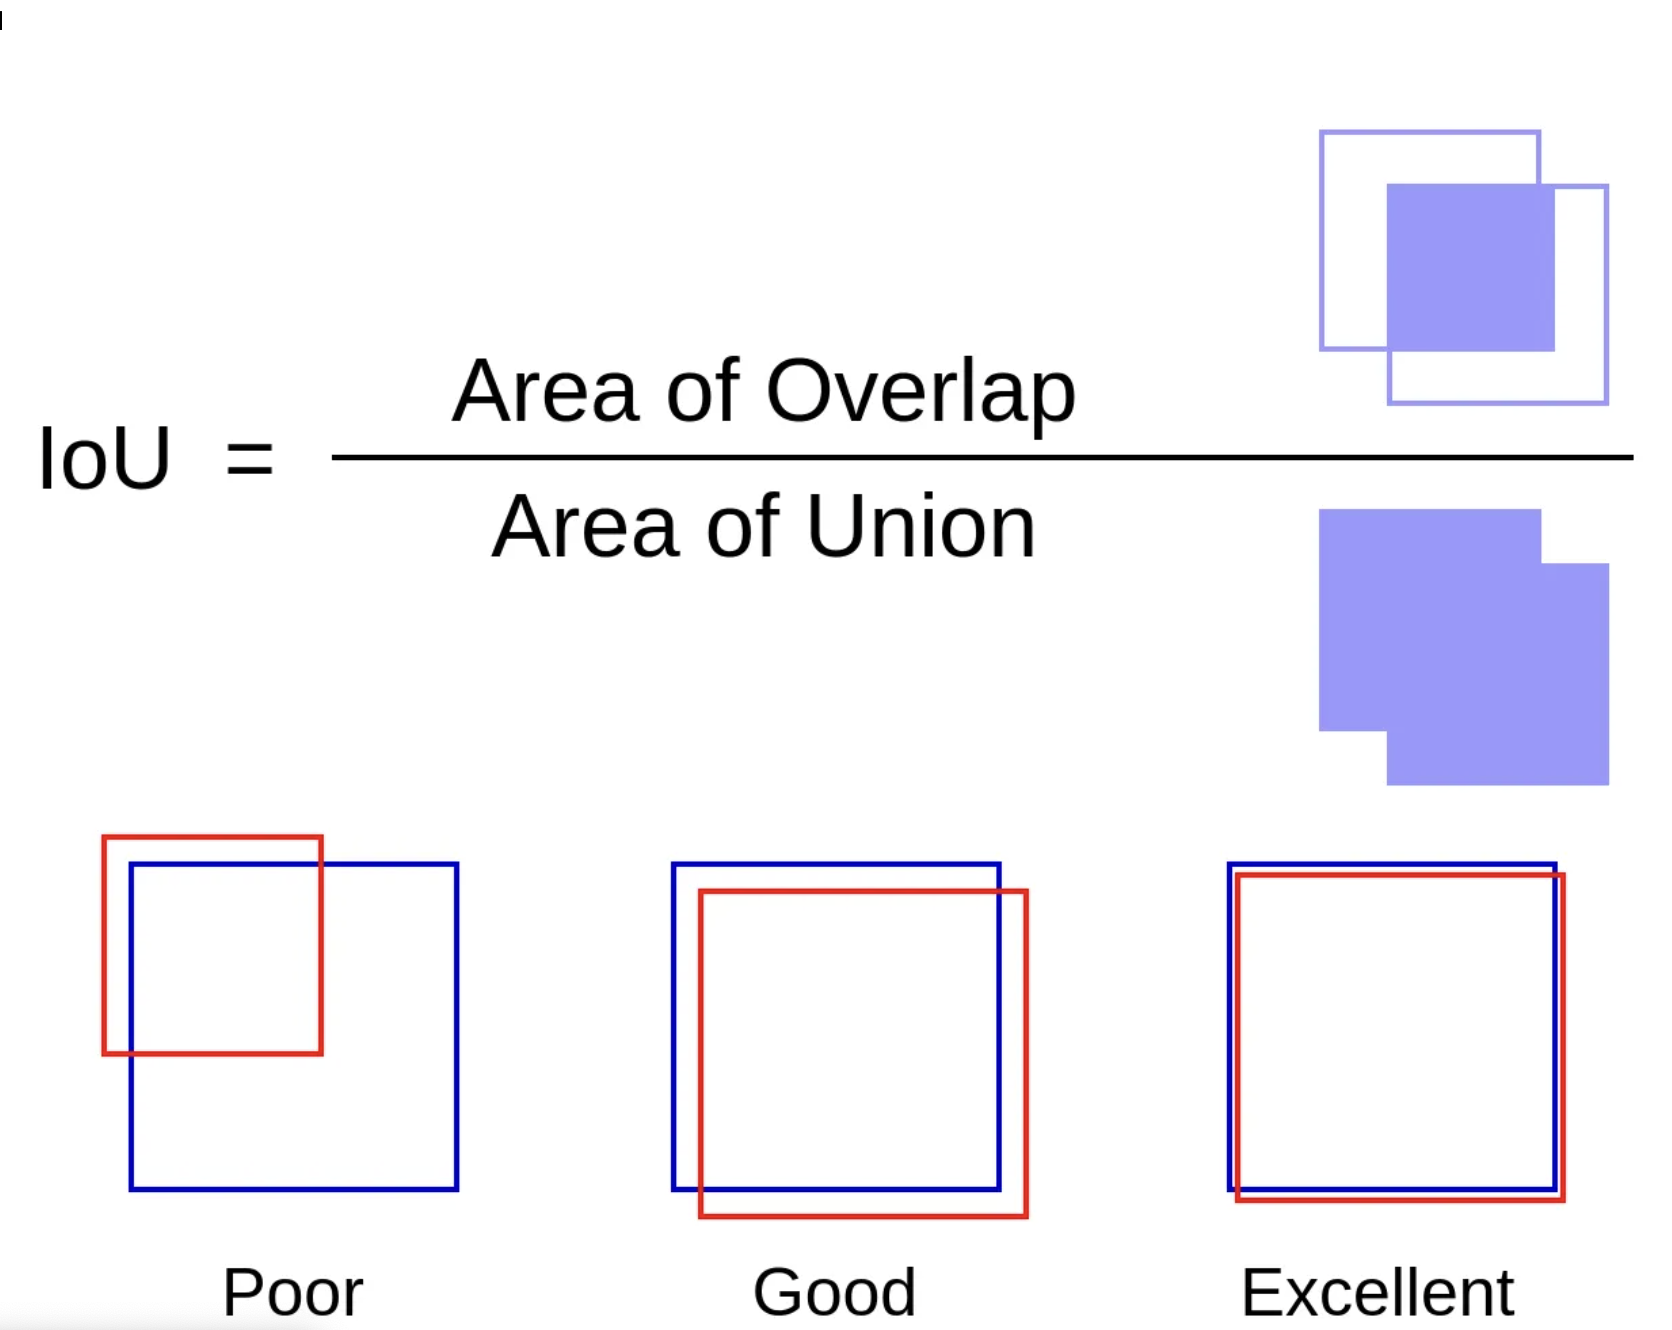 Area of Overlap
IoU =
Area of Union
Poor
Good
Excellent